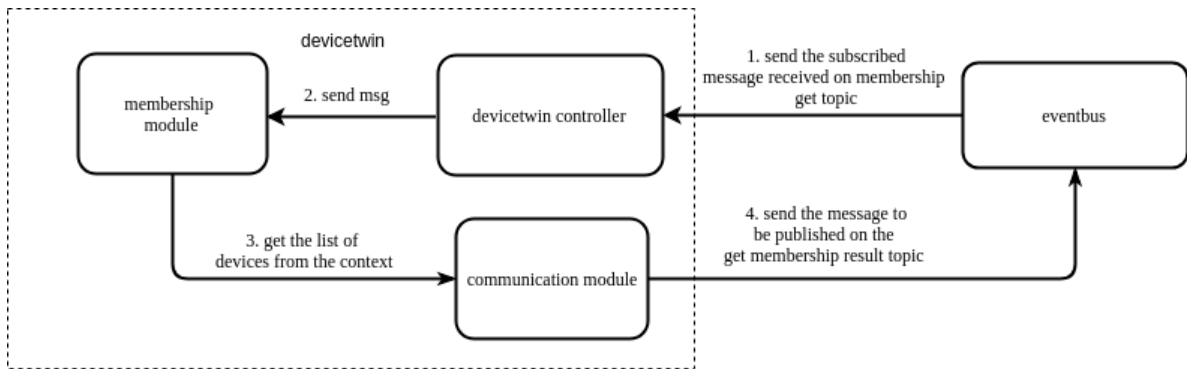 devicetwin
membership
module
2. send msg
devicetwin controller
1. send the subscribed
message received on membership
get topic
eventbus
3. get the list of
devices from the context
communication module
4. send the message to
be published on the
get membership result topic